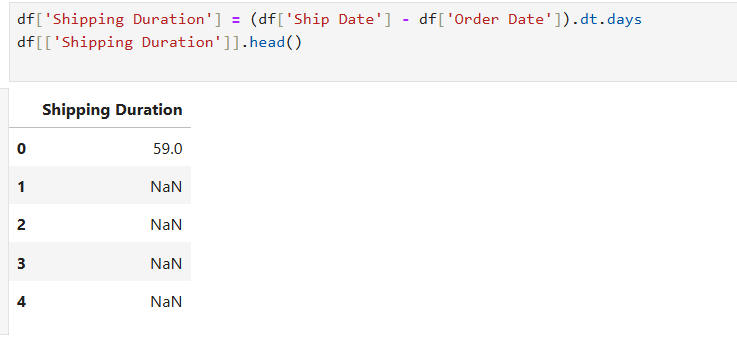 df['Shipping Duration'] = (df['Ship Date'] - df['Order Date']).dt.days
df[['Shipping Duration']].head()
Shipping Duration
0 59.0
1 NaN
2 NaN
3 NaN
4 NaN